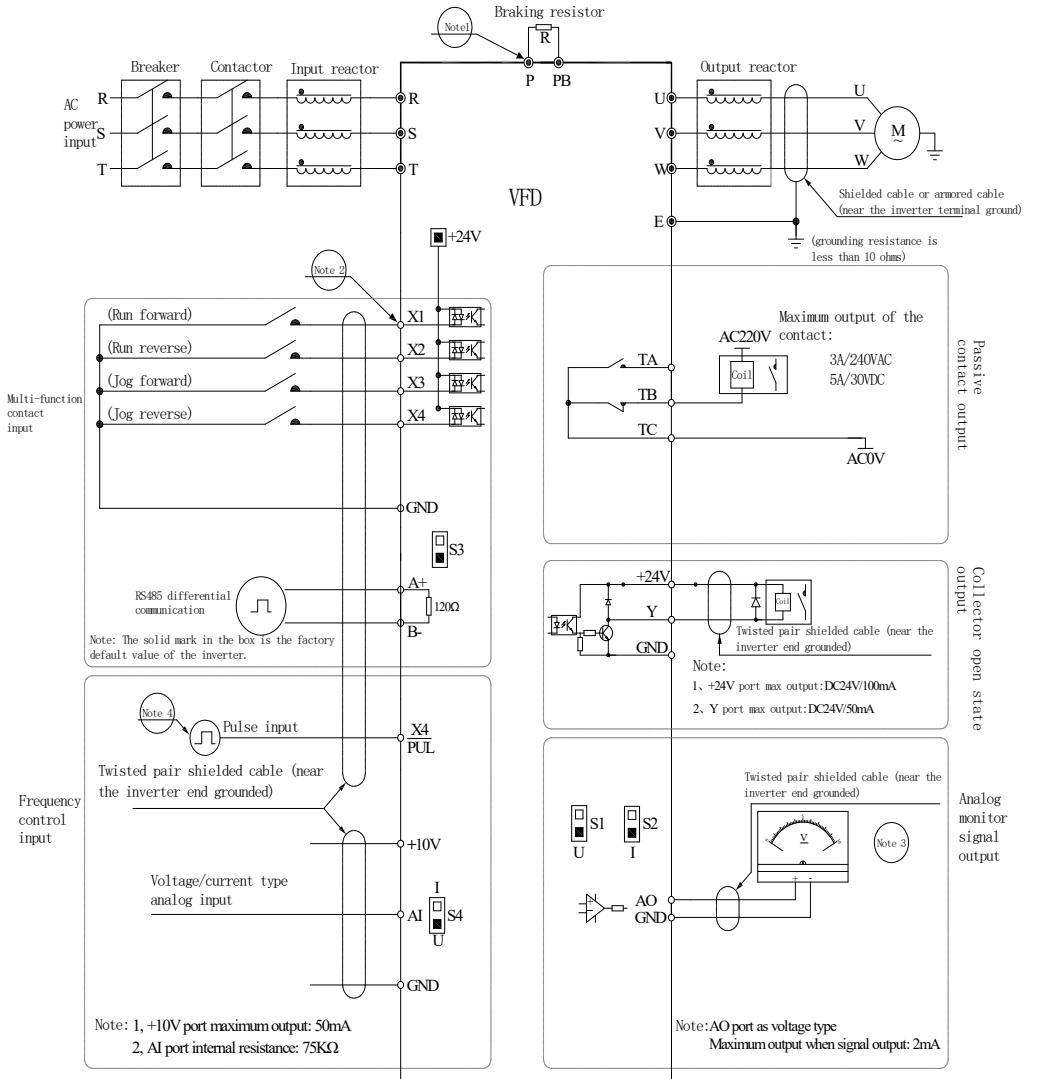 Braking resistor
Note1
R
P PB
Breaker Contactor Input reactor
Output reactor
AC
power
input
R
S
T
R
S
T
U
V
W
U
V
W
M
~
VFD
Shielded cable or armored cable
(near the inverter terminal ground)
E
(grounding resistance is
less than 10 ohms)
+24V
Note 2
Multi-function
contact
input
(Run forward)
X1
(Run reverse)
X2
(Jog forward)
X3
(Jog reverse)
X4
GND
S3
RS485 differential
communication
A+
120Ω
B-
Note: The solid mark in the box is the factory
default value of the inverter.
Maximum output of the
contact:
AC220V
3A/240VAC
5A/30VDC
Coil
TA
TB
TC
AC0V
Passive
contact output
+24V
Y
GND
Coil
Twisted pair shielded cable (near the
inverter end grounded)
Note:
1、+24V port max output:DC24V/100mA
2、Y port max output:DC24V/50mA
Collector open state
output
Frequency
control
input
Note 4
Pulse input
X4
PUL
Twisted pair shielded cable (near
the inverter end grounded)
+10V
Voltage/current type
analog input
AI
I
S4
U
GND
Note: 1, +10V port maximum output: 50mA
2, AI port internal resistance: 75KΩ
Twisted pair shielded cable (near the
inverter end grounded)
S1
U
S2
I
V
+ -
Note 3
Analog
monitor
signal
output
AO
GND
Note:AO port as voltage type
Maximum output when signal output: 2mA